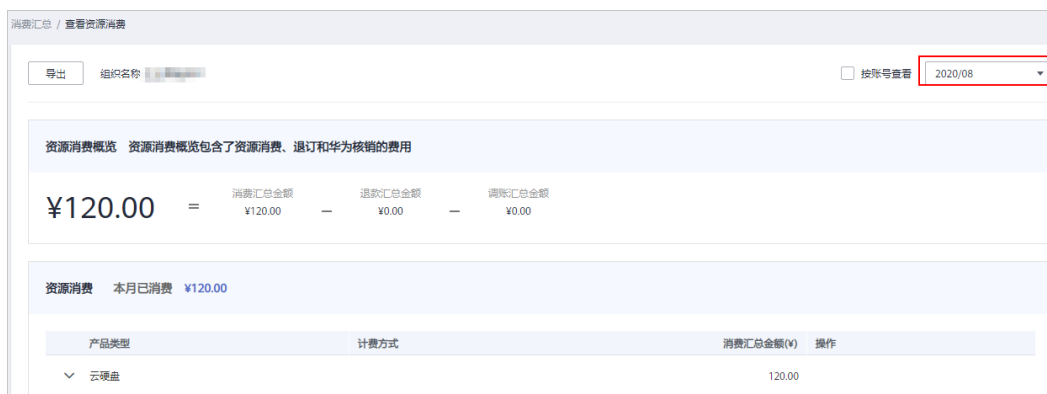 消费汇总 / 查看资源消费
导出 组织名称 按账号查看 2020/08
资源消费概览 资源消费概览包含了资源消费、退订和华为核销的费用
消费汇总金额 退款汇总金额 调账汇总金额
¥120.00 = ¥120.00 — ¥0.00 — ¥0.00
资源消费 本月已消费 ¥120.00
产品类型 计费方式 消费汇总金额(¥) 操作
云硬盘 120.00